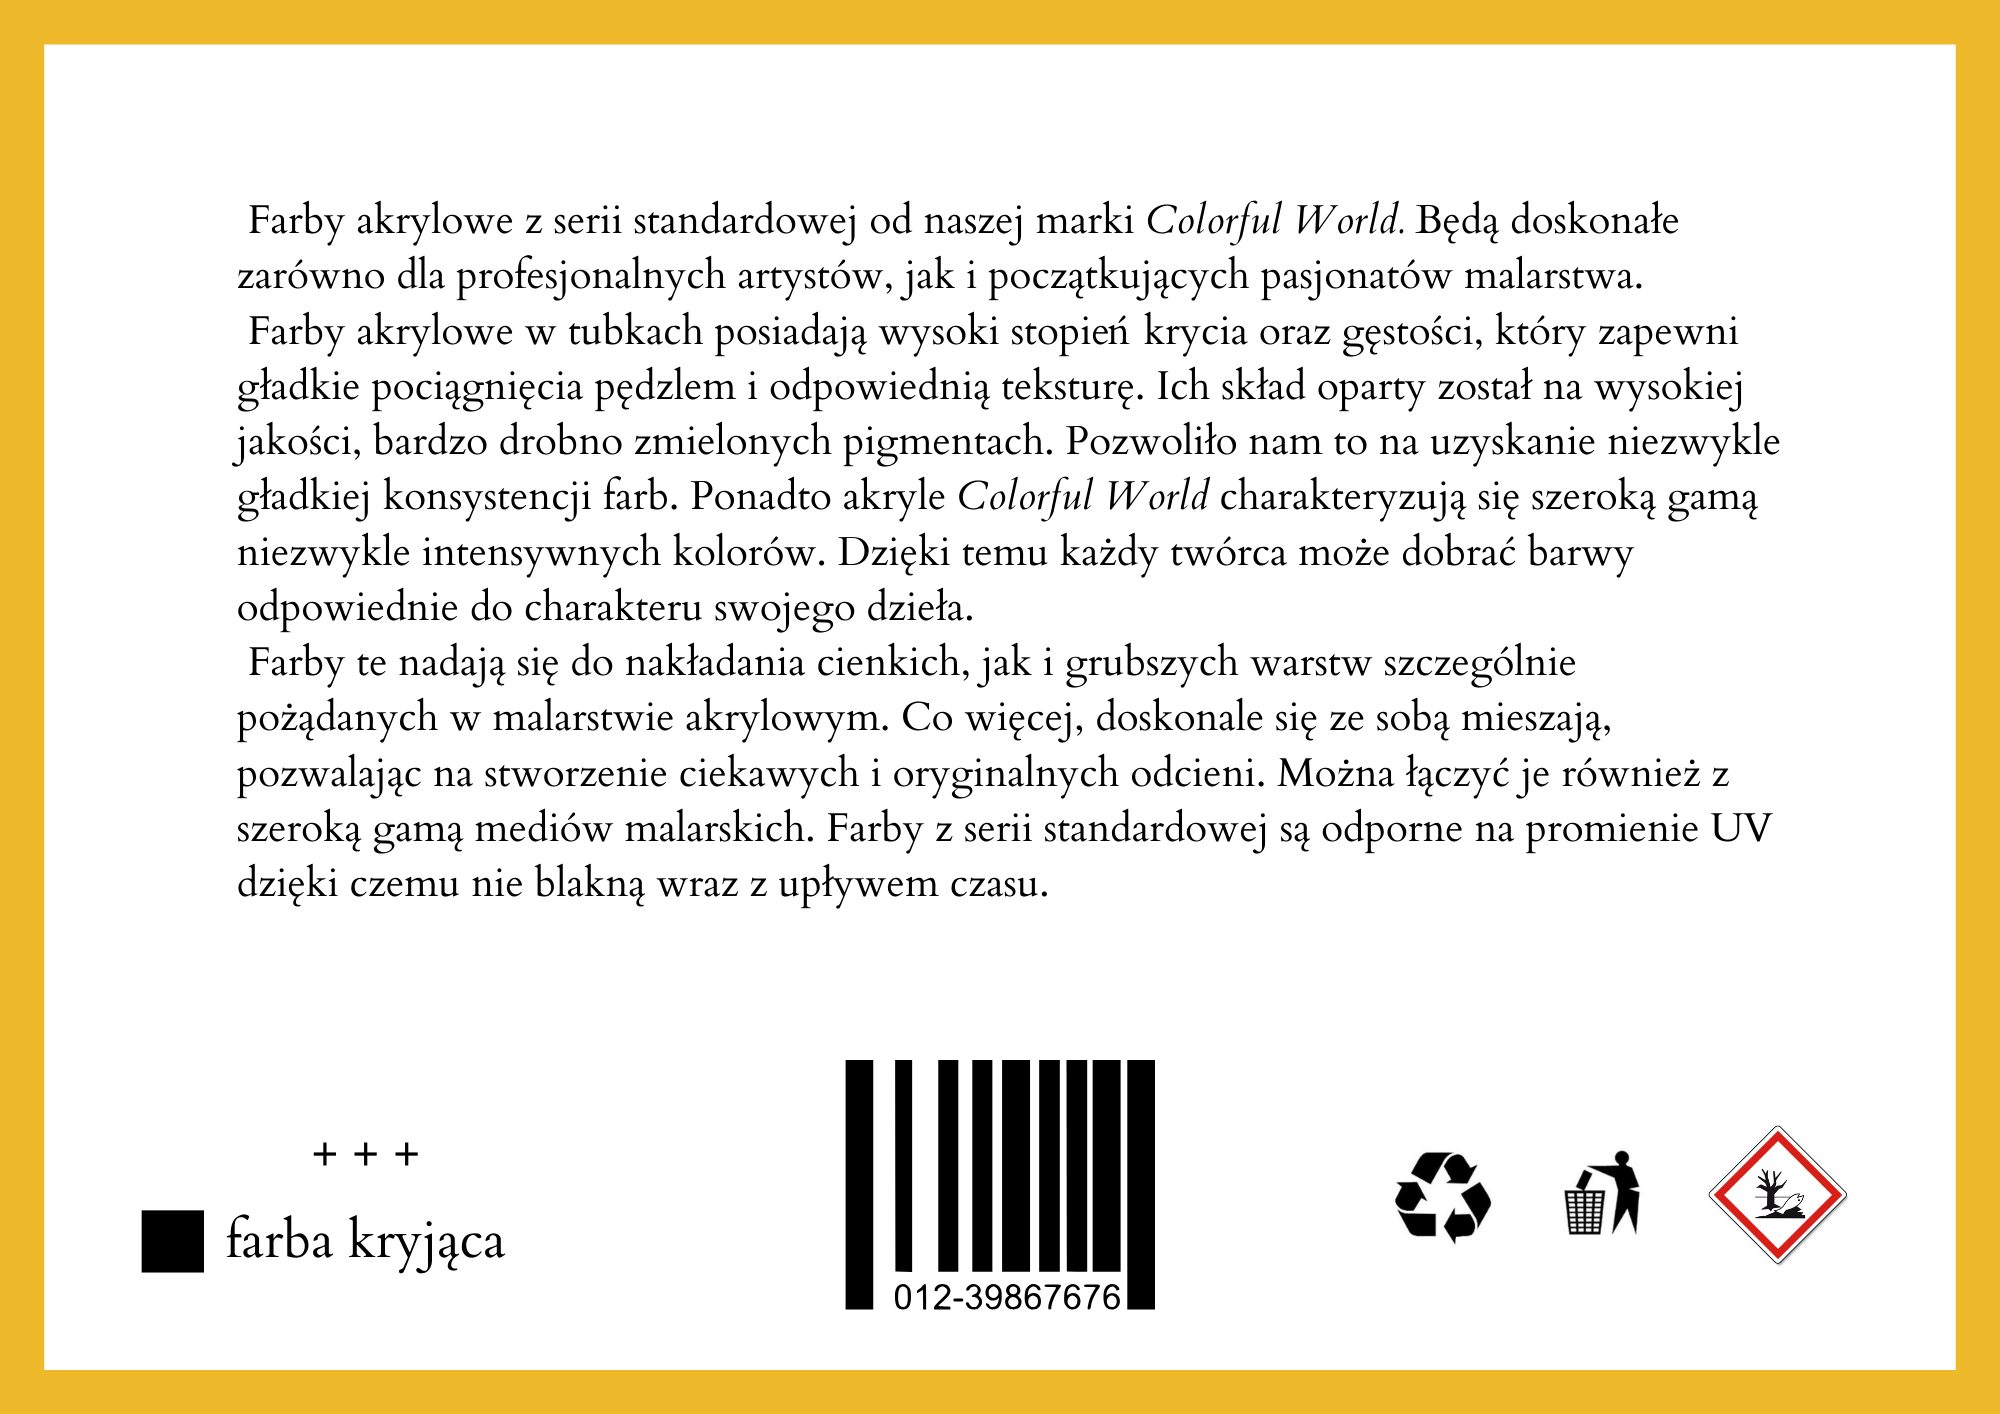 Farby akrylowe z serii standardowej od naszej marki Colorful World. Będą doskonałe
zarówno dla profesjonalnych artystów, jak i początkujących pasjonatów malarstwa.
Farby akrylowe w tubkach posiadają wysoki stopień krycia oraz gęstości, który zapewni
gładkie pociągnięcia pędzlem i odpowiednią teksturę. Ich skład oparty został na wysokiej
jakości, bardzo drobno zmielonych pigmentach. Pozwoliło nam to na uzyskanie niezwykle
gładkiej konsystencji farb. Ponadto akryle Colorful World charakteryzują się szeroką gamą
niezwykle intensywnych kolorów. Dzięki temu każdy twórca może dobrać barwy
odpowiednie do charakteru swojego dzieła.
Farby te nadają się do nakładania cienkich, jak i grubszych warstw szczególnie
pożądanych w malarstwie akrylowym. Co więcej, doskonale się ze sobą mieszają,
pozwalając na stworzenie ciekawych i oryginalnych odcieni. Można łączyć je również z
szeroką gamą mediów malarskich. Farby z serii standardowej są odporne na promienie UV
dzięki czemu nie blakną wraz z upływem czasu.
+ + +
farba kryjąca
012-39867676